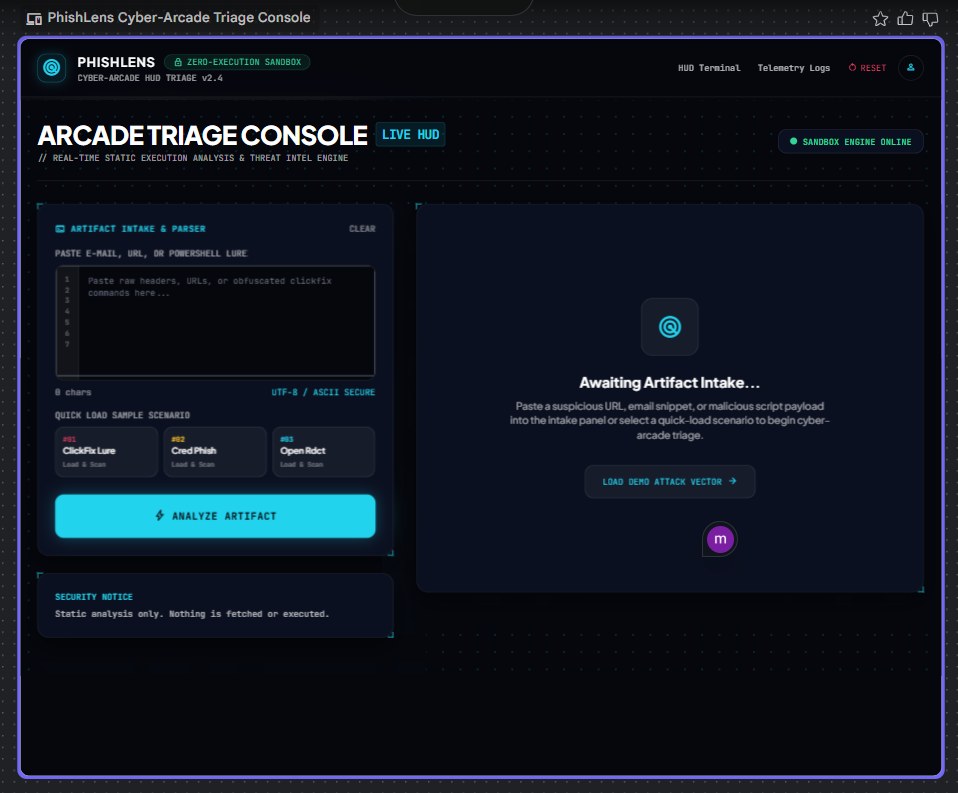 PhishLens Cyber-Arcade Triage Console
PHISHLENS
ZERO-EXECUTION SANDBOX
CYBER-ARCADE HUD TRIAGE v2.4
HUD Terminal
Telemetry Logs
RESET
ARCADE TRIAGE CONSOLE
LIVE HUD
// REAL-TIME STATIC EXECUTION ANALYSIS & THREAT INTEL ENGINE
SANDBOX ENGINE ONLINE
ARTIFACT INTAKE & PARSER
CLEAR
PASTE E-MAIL, URL, OR POWERSHELL LURE
1
2
3
4
5
6
7
Paste raw headers, URLs, or obfuscated clickfix
commands here...
0 chars
UTF-8 / ASCII SECURE
QUICK LOAD SAMPLE SCENARIO
#01
ClickFix Lure
Load & Scan
#02
Cred Phish
Load & Scan
#03
Open Rdct
Load & Scan
ANALYZE ARTIFACT
SECURITY NOTICE
Static analysis only. Nothing is fetched or executed.
Awaiting Artifact Intake...
Paste a suspicious URL, email snippet, or malicious script payload
into the intake panel or select a quick-load scenario to begin cyber-
arcade triage.
LOAD DEMO ATTACK VECTOR →
m